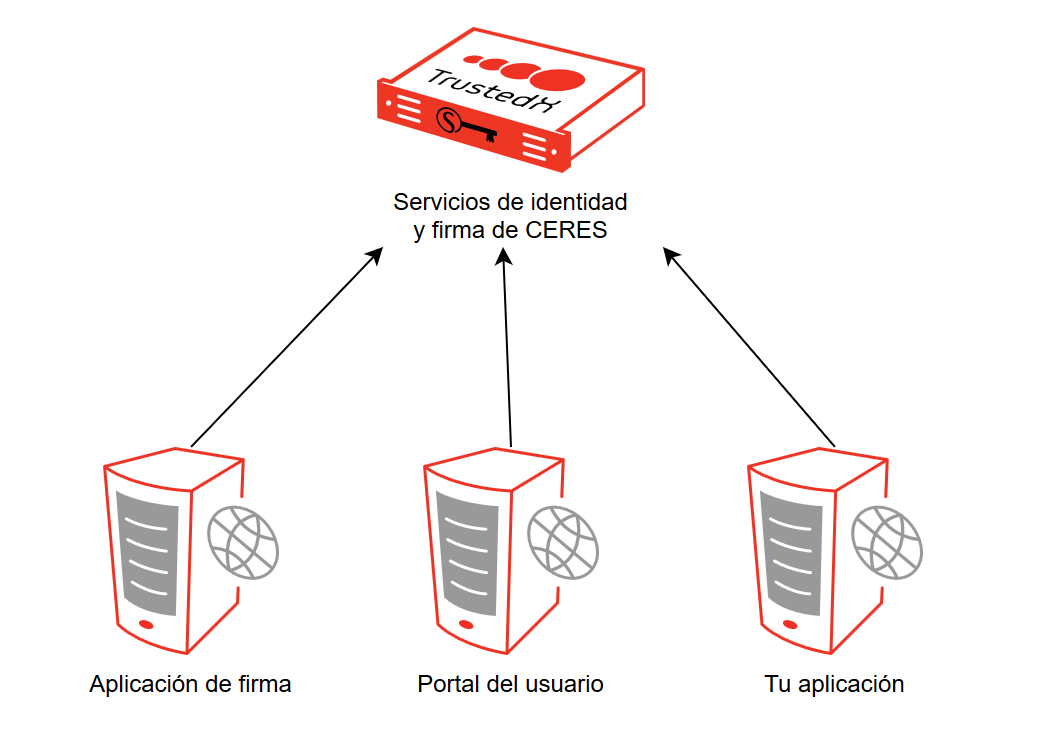 TrustedX
Servicios de identidad
y firma de CERES
Aplicación de firma
Portal del usuario
Tu aplicación